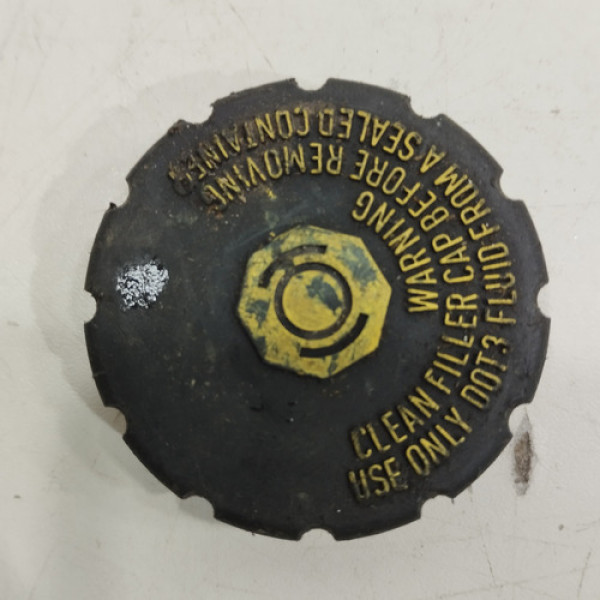 WARNING
CLEAN FILLER CAP BEFORE REMOVING
USE ONLY DOT3 FLUID FROM A SEALED CONTAINER